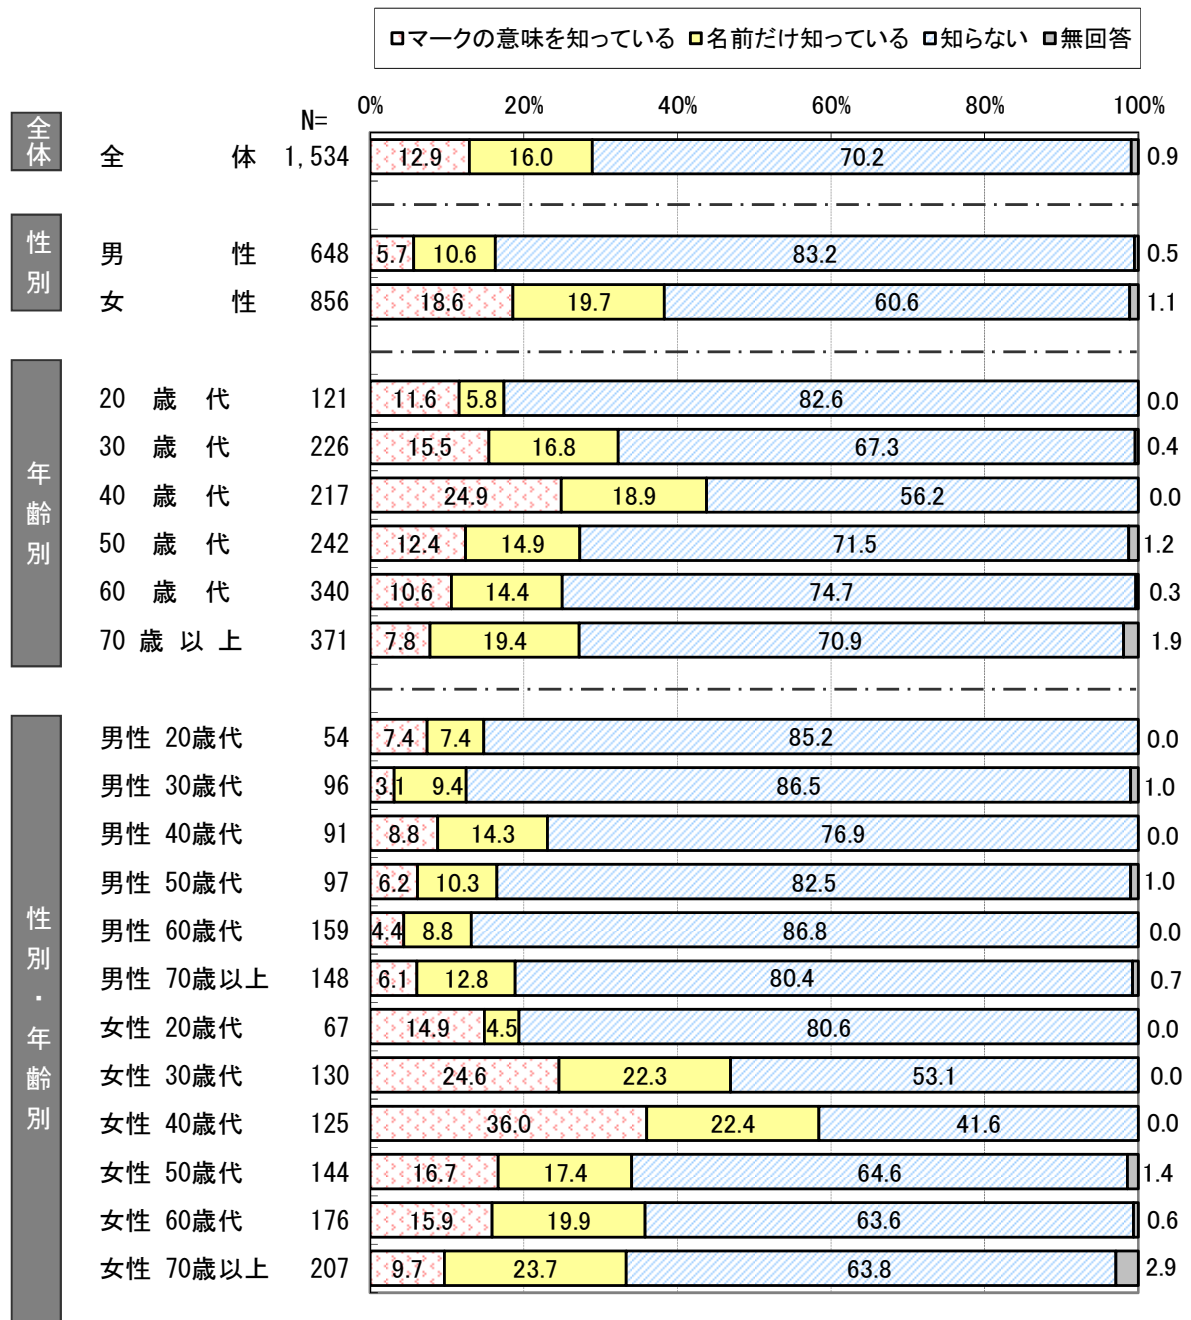 マークの意味を知っている 名前だけ知っている 知らない 無回答
0% 20% 40% 60% 80% 100%
N=
全体
全 体 1,534 12.9 16.0 70.2 0.9
性別
男 性 648 5.7 10.6 83.2 0.5
女 性 856 18.6 19.7 60.6 1.1
年齢別
20 歳 代 121 11.6 5.8 82.6 0.0
30 歳 代 226 15.5 16.8 67.3 0.4
40 歳 代 217 24.9 18.9 56.2 0.0
50 歳 代 242 12.4 14.9 71.5 1.2
60 歳 代 340 10.6 14.4 74.7 0.3
70 歳 以 上 371 7.8 19.4 70.9 1.9
性別・年齢別
男性 20歳代 54 7.4 7.4 85.2 0.0
男性 30歳代 96 3.1 9.4 86.5 1.0
男性 40歳代 91 8.8 14.3 76.9 0.0
男性 50歳代 97 6.2 10.3 82.5 1.0
男性 60歳代 159 4.4 8.8 86.8 0.0
男性 70歳以上 148 6.1 12.8 80.4 0.7
女性 20歳代 67 14.9 4.5 80.6 0.0
女性 30歳代 130 24.6 22.3 53.1 0.0
女性 40歳代 125 36.0 22.4 41.6 0.0
女性 50歳代 144 16.7 17.4 64.6 1.4
女性 60歳代 176 15.9 19.9 63.6 0.6
女性 70歳以上 207 9.7 23.7 63.8 2.9